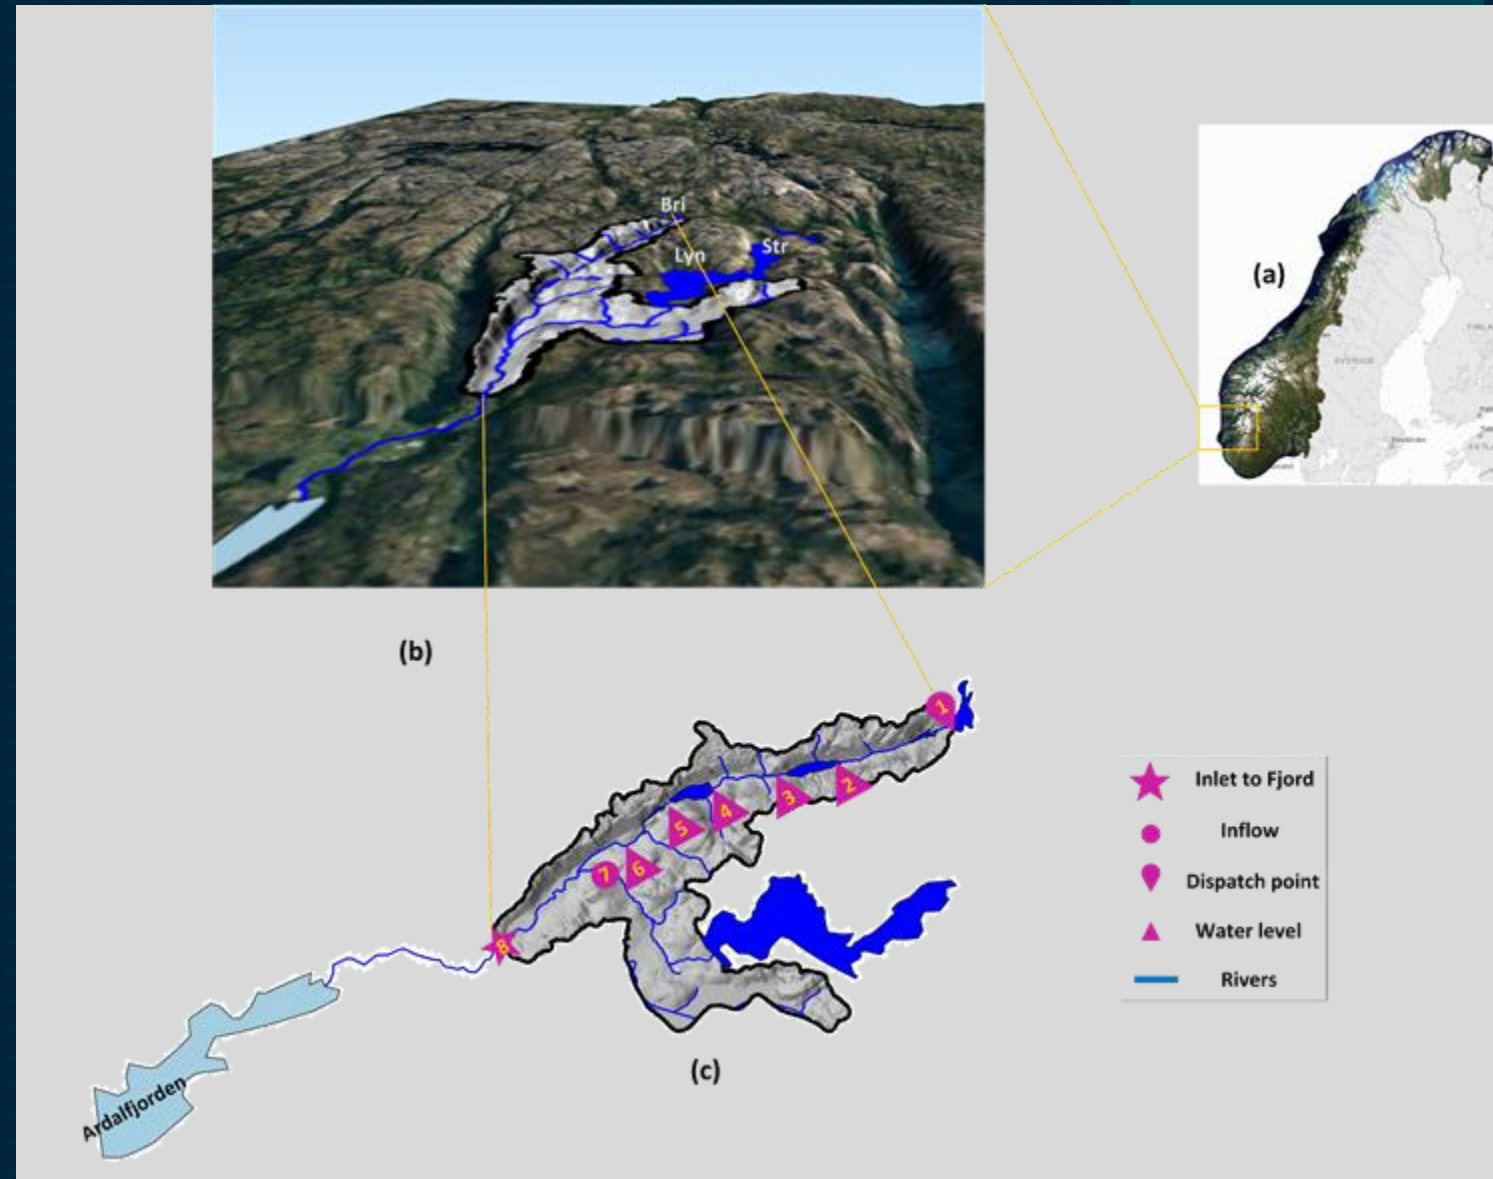 Bri
Lyn
Str
(a)
(b)
1
2
3
4
5
6
7
8
Inlet to Fjord
Inflow
Dispatch point
Water level
Rivers
(c)
Ardalfjorden